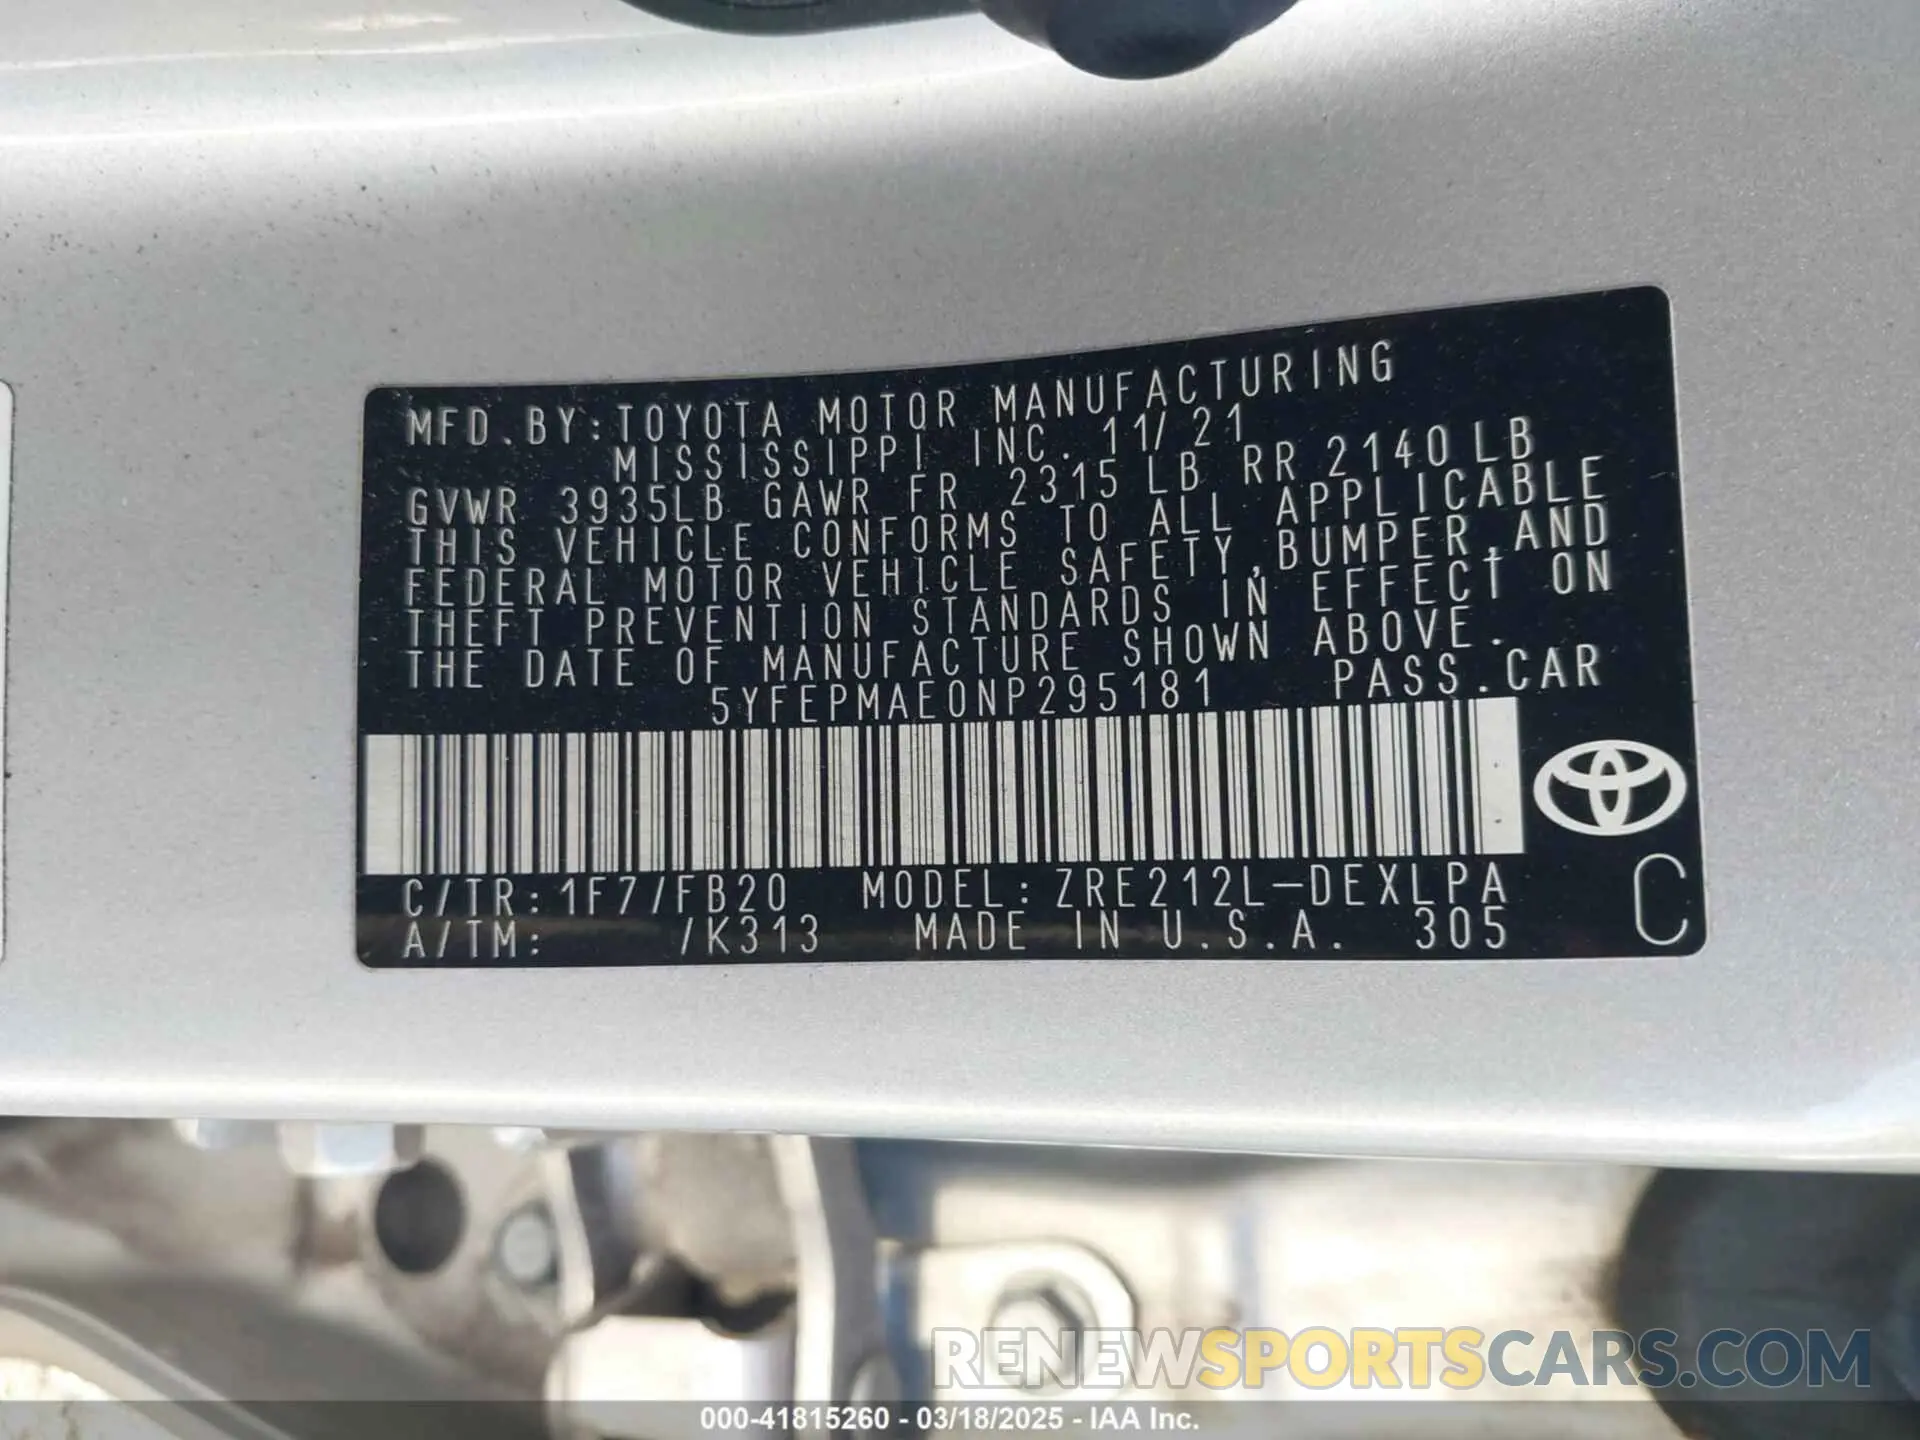 MFD.BY:TOYOTA MOTOR MANUFACTURING
MISSISSIPPI INC. 11/21
GVWR 3935LB GAWR FR 2315 LB RR 2140 LB
THIS VEHICLE CONFORMS TO ALL APPLICABLE
FEDERAL MOTOR VEHICLE SAFETY,BUMPER,AND
THEFT PREVENTION STANDARDS IN EFFECT ON
THE DATE OF MANUFACTURE SHOWN ABOVE.
5YFEPMAE0NP295181 PASS.CAR
C/TR:1F7/FB20 MODEL:ZRE212L-DEXLPA
A/TM: /K313 MADE IN U.S.A. 305
C
RENEWSPORTSCARS.COM
000-41815260 - 03/18/2025 - IAA Inc.